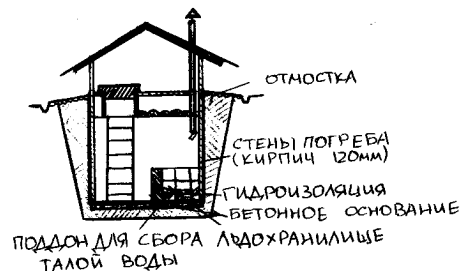 ОТМОСТКА
СТЕНЫ ПОГРЕБА
(КИРПИЧ 120ММ)
ГИДРОИЗОЛЯЦИЯ
БЕТОННОЕ ОСНОВАНИЕ
ПОДДОН ДЛЯ СБОРА ЛЬДОХРАНИЛИЩЕ
ТАЛОЙ ВОДЫ